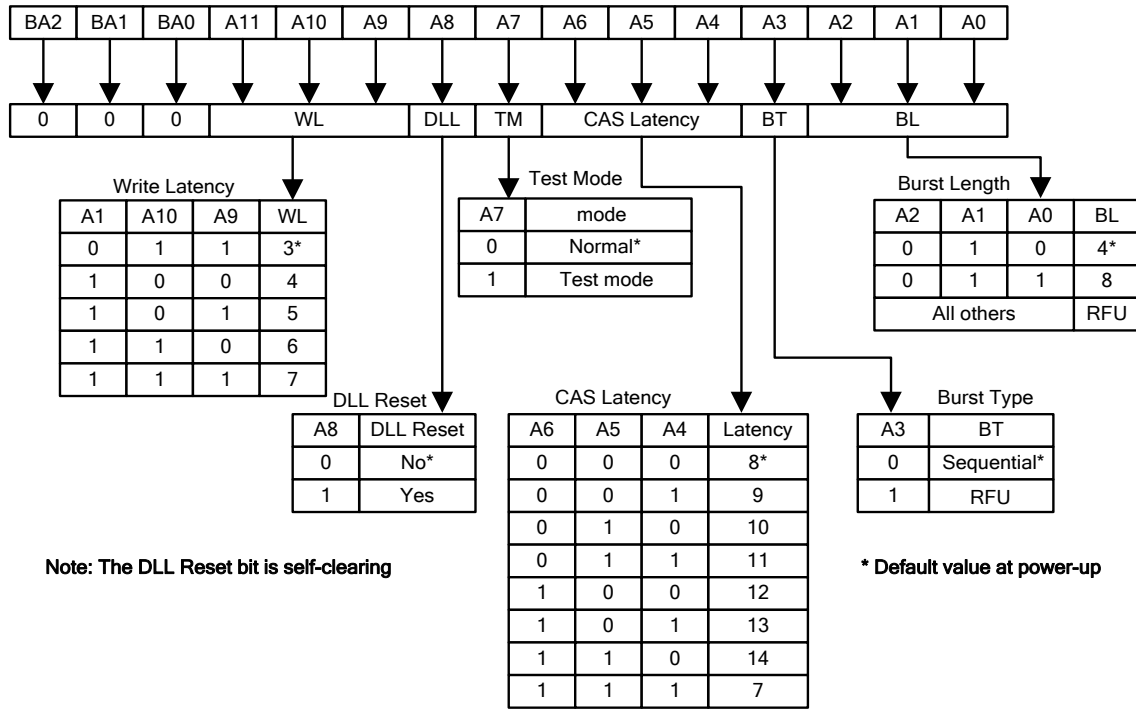 BA2 BA1 BA0 A11 A10 A9 A8 A7 A6 A5 A4 A3 A2 A1 A0
0 0 0 WL DLL TM CAS Latency BT BL
Write Latency
A1 A10 A9 WL
0 1 1 3*
1 0 0 4
1 0 1 5
1 1 0 6
1 1 1 7
Test Mode
A7 mode
0 Normal*
1 Test mode
Burst Length
A2 A1 A0 BL
0 1 0 4*
0 1 1 8
All others RFU
DLL Reset
A8 DLL Reset
0 No*
1 Yes
CAS Latency
A6 A5 A4 Latency
0 0 0 8*
0 0 1 9
0 1 0 10
0 1 1 11
1 0 0 12
1 0 1 13
1 1 0 14
1 1 1 7
Burst Type
A3 BT
0 Sequential*
1 RFU
Note: The DLL Reset bit is self-clearing
* Default value at power-up